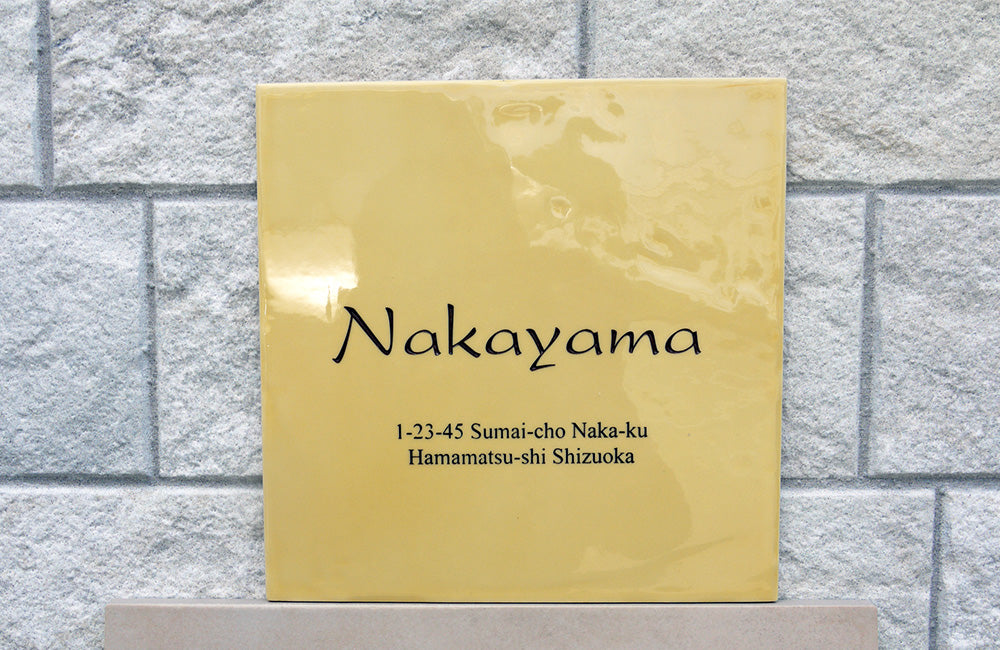 Nakayama
1-23-45 Sumai-cho Naka-ku
Hamamatsu-shi Shizuoka